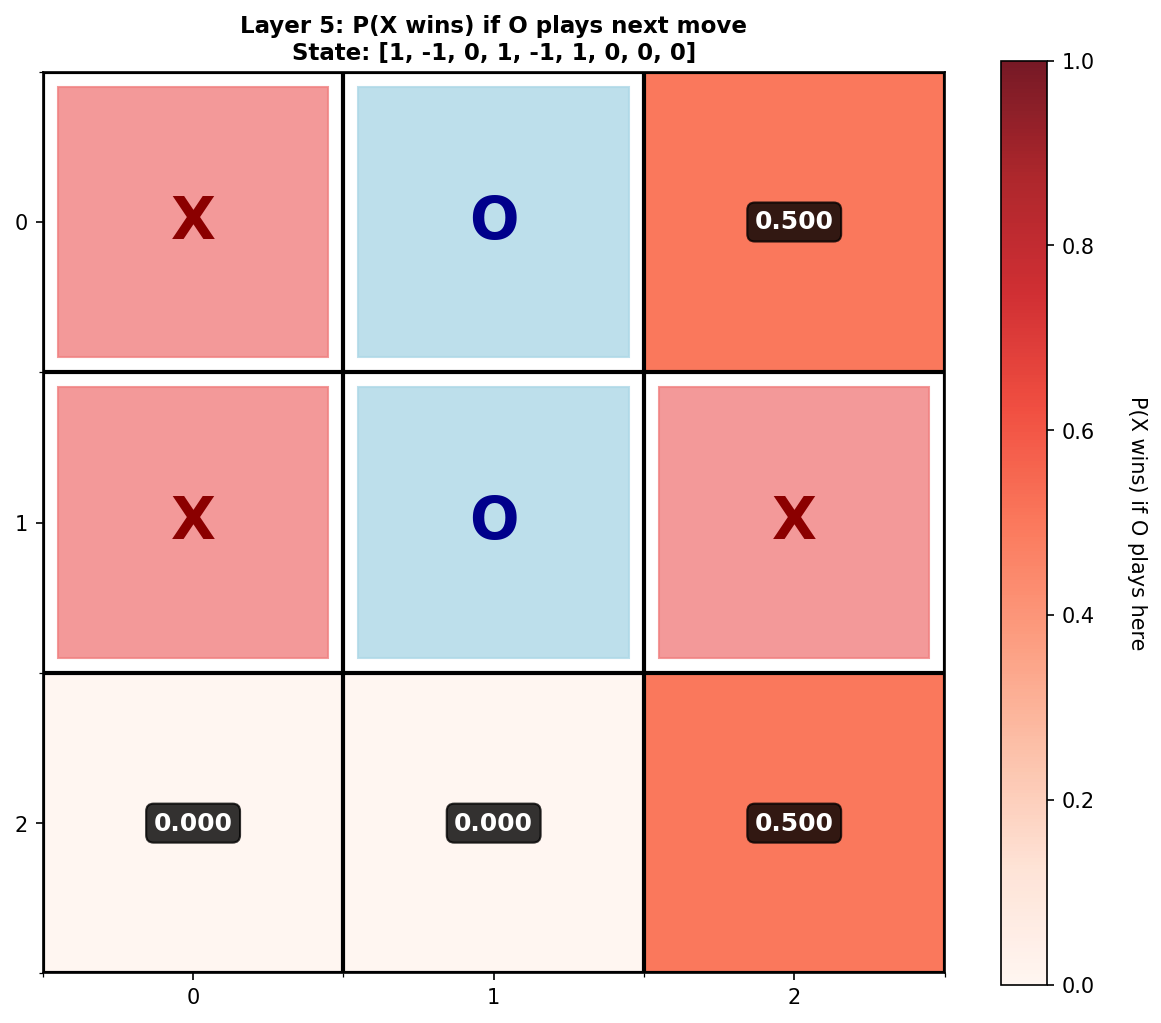 Layer 5: P(X wins) if O plays next move
State: [1, -1, 0, 1, -1, 1, 0, 0, 0]
0
X
O
0.500
1
X
O
X
2
0.000
0.000
0.500
0
1
2
1.0
0.8
0.6
0.4
0.2
0.0
P(X wins) if O plays here